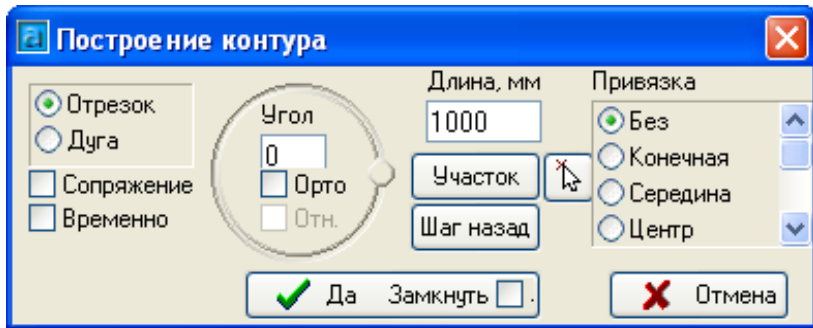 Построение контура
Отрезок
Дуга
Сопряжение
Временно
Угол
0
Орто
Отн.
Длина, мм
1000
Участок
Шаг назад
Привязка
Без
Конечная
Середина
Центр
Да Замкнуть .
Отмена